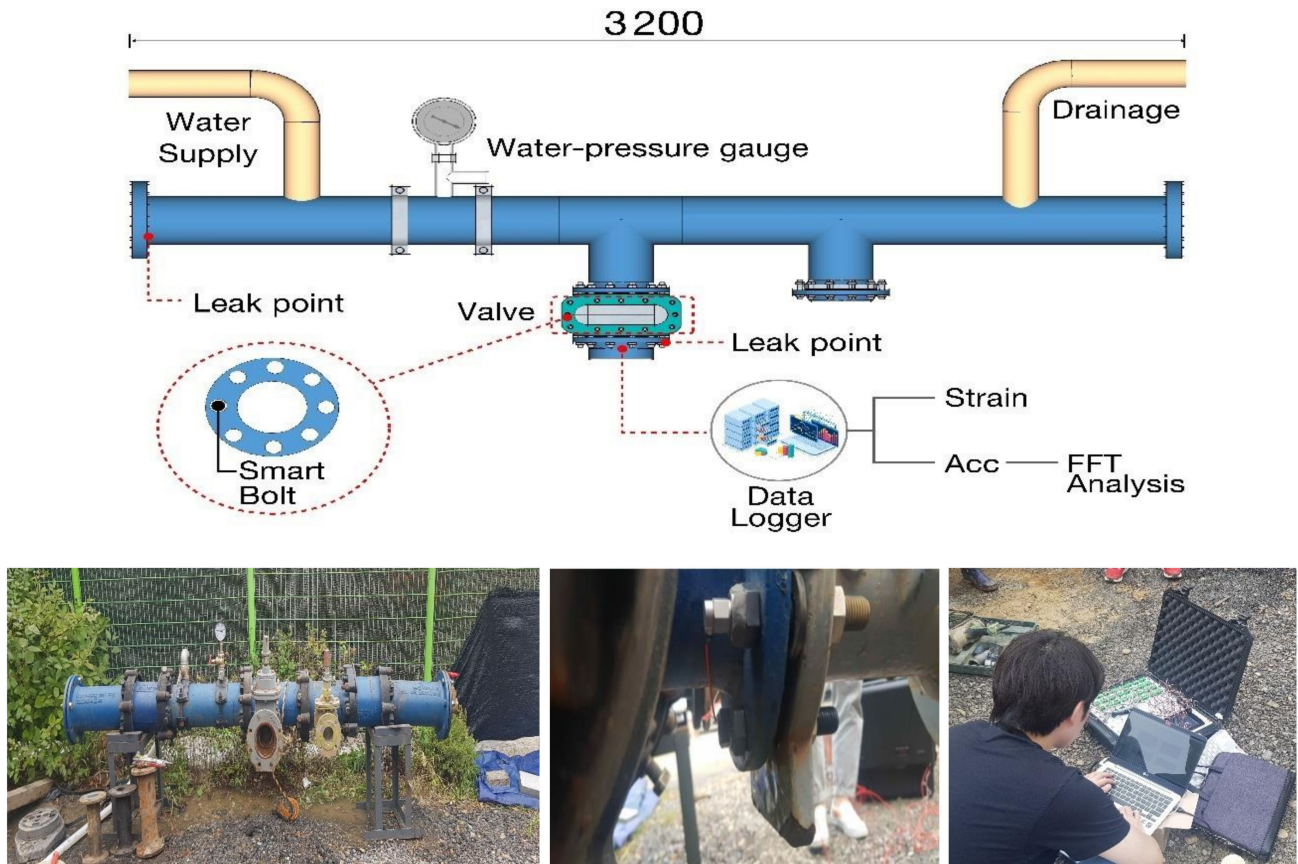 3200
Water
Supply
Water-pressure gauge
Drainage
Leak point
Valve
Leak point
Smart
Bolt
Data
Logger
Strain
Acc
FFT
Analysis